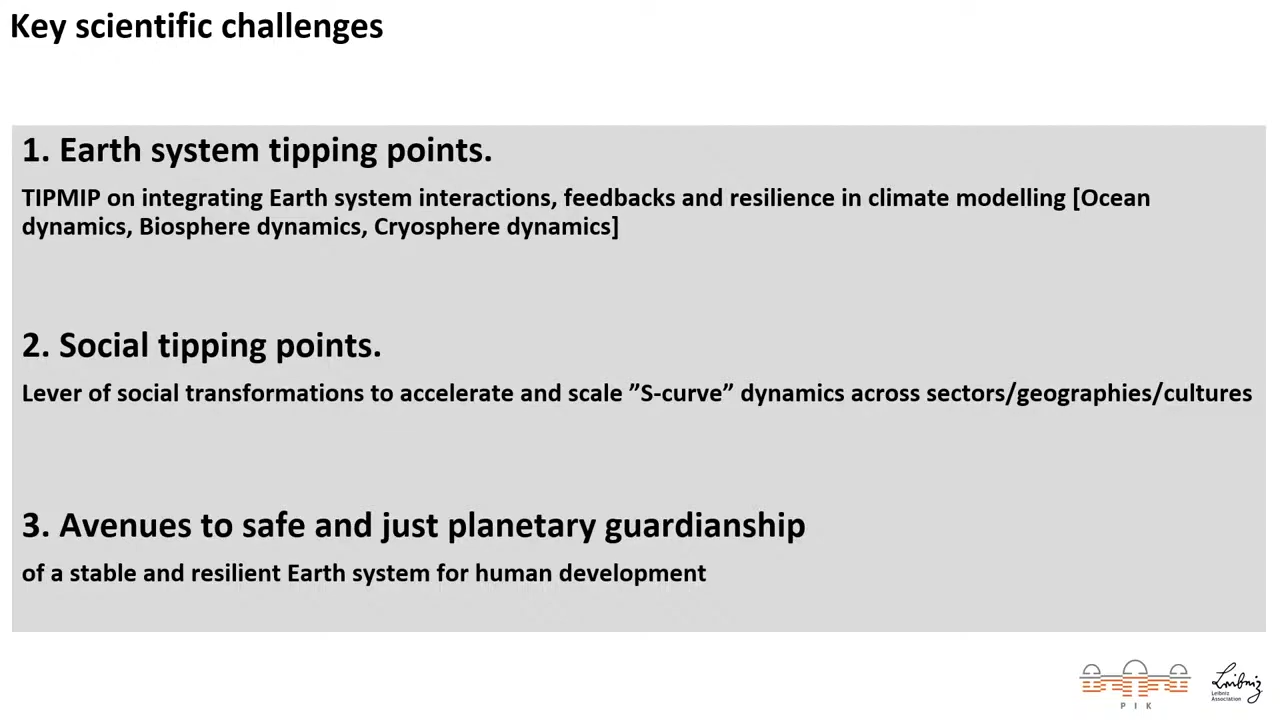 Key scientific challenges
1. Earth system tipping points.
TIPMIP on integrating Earth system interactions, feedbacks and resilience in climate modelling [Ocean
dynamics, Biosphere dynamics, Cryosphere dynamics]
2. Social tipping points.
Lever of social transformations to accelerate and scale ”S-curve” dynamics across sectors/geographies/cultures
3. Avenues to safe and just planetary guardianship
of a stable and resilient Earth system for human development
PIK
Leibniz
Leibniz
Association